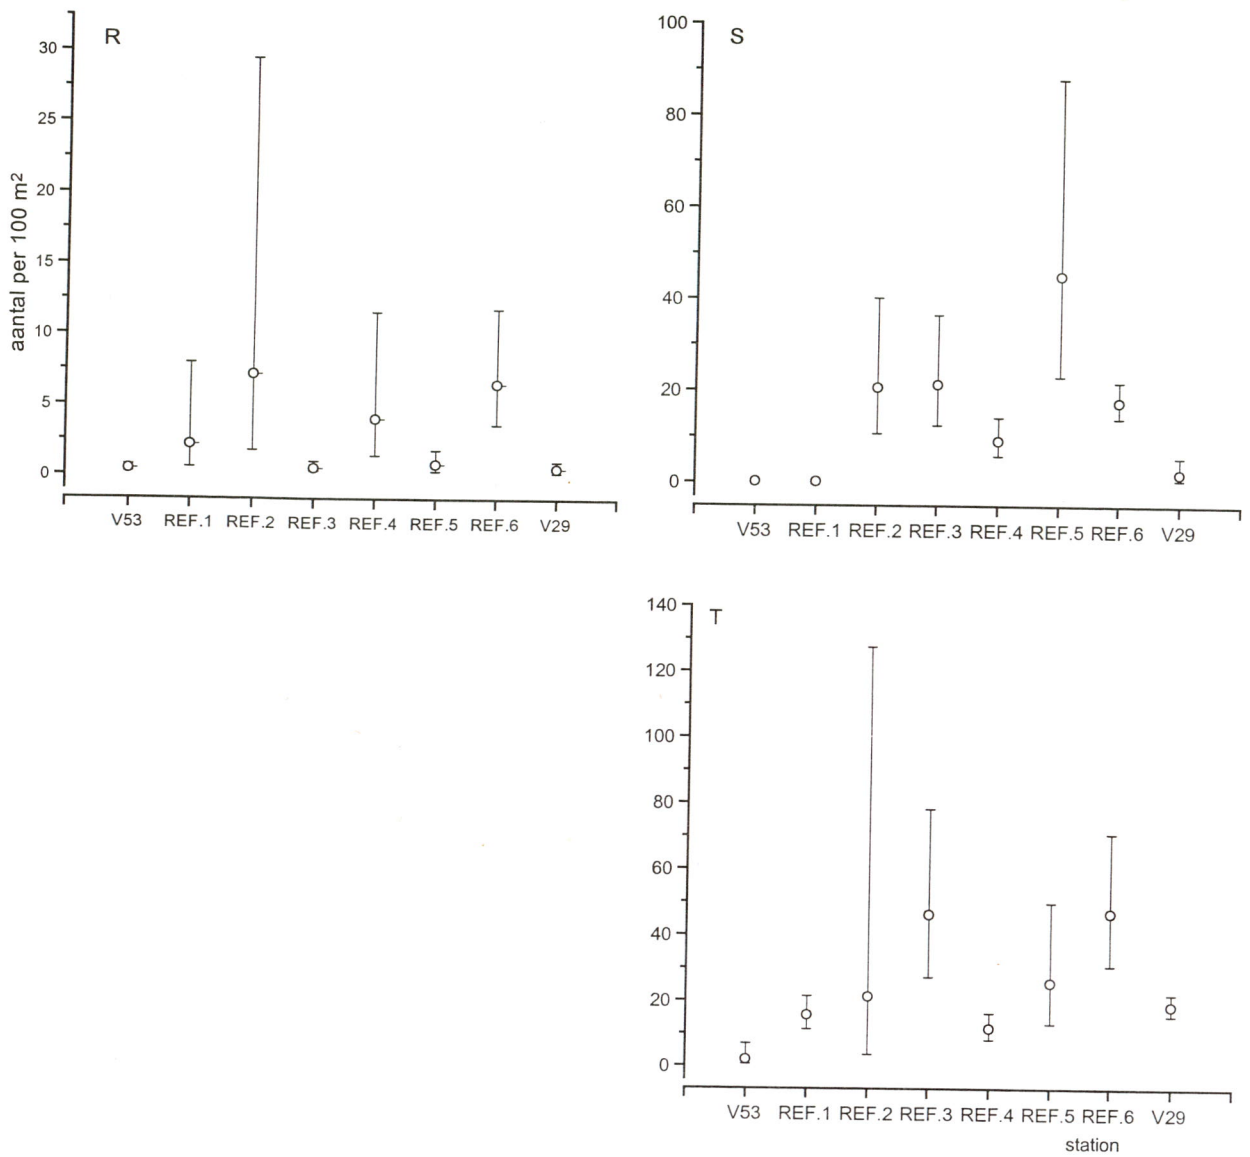 R
30
25
20
15
10
5
0
aantal per 100 m²
V53 REF.1 REF.2 REF.3 REF.4 REF.5 REF.6 V29
S
100
80
60
40
20
0
V53 REF.1 REF.2 REF.3 REF.4 REF.5 REF.6 V29
T
140
120
100
80
60
40
20
0
V53 REF.1 REF.2 REF.3 REF.4 REF.5 REF.6 V29
station